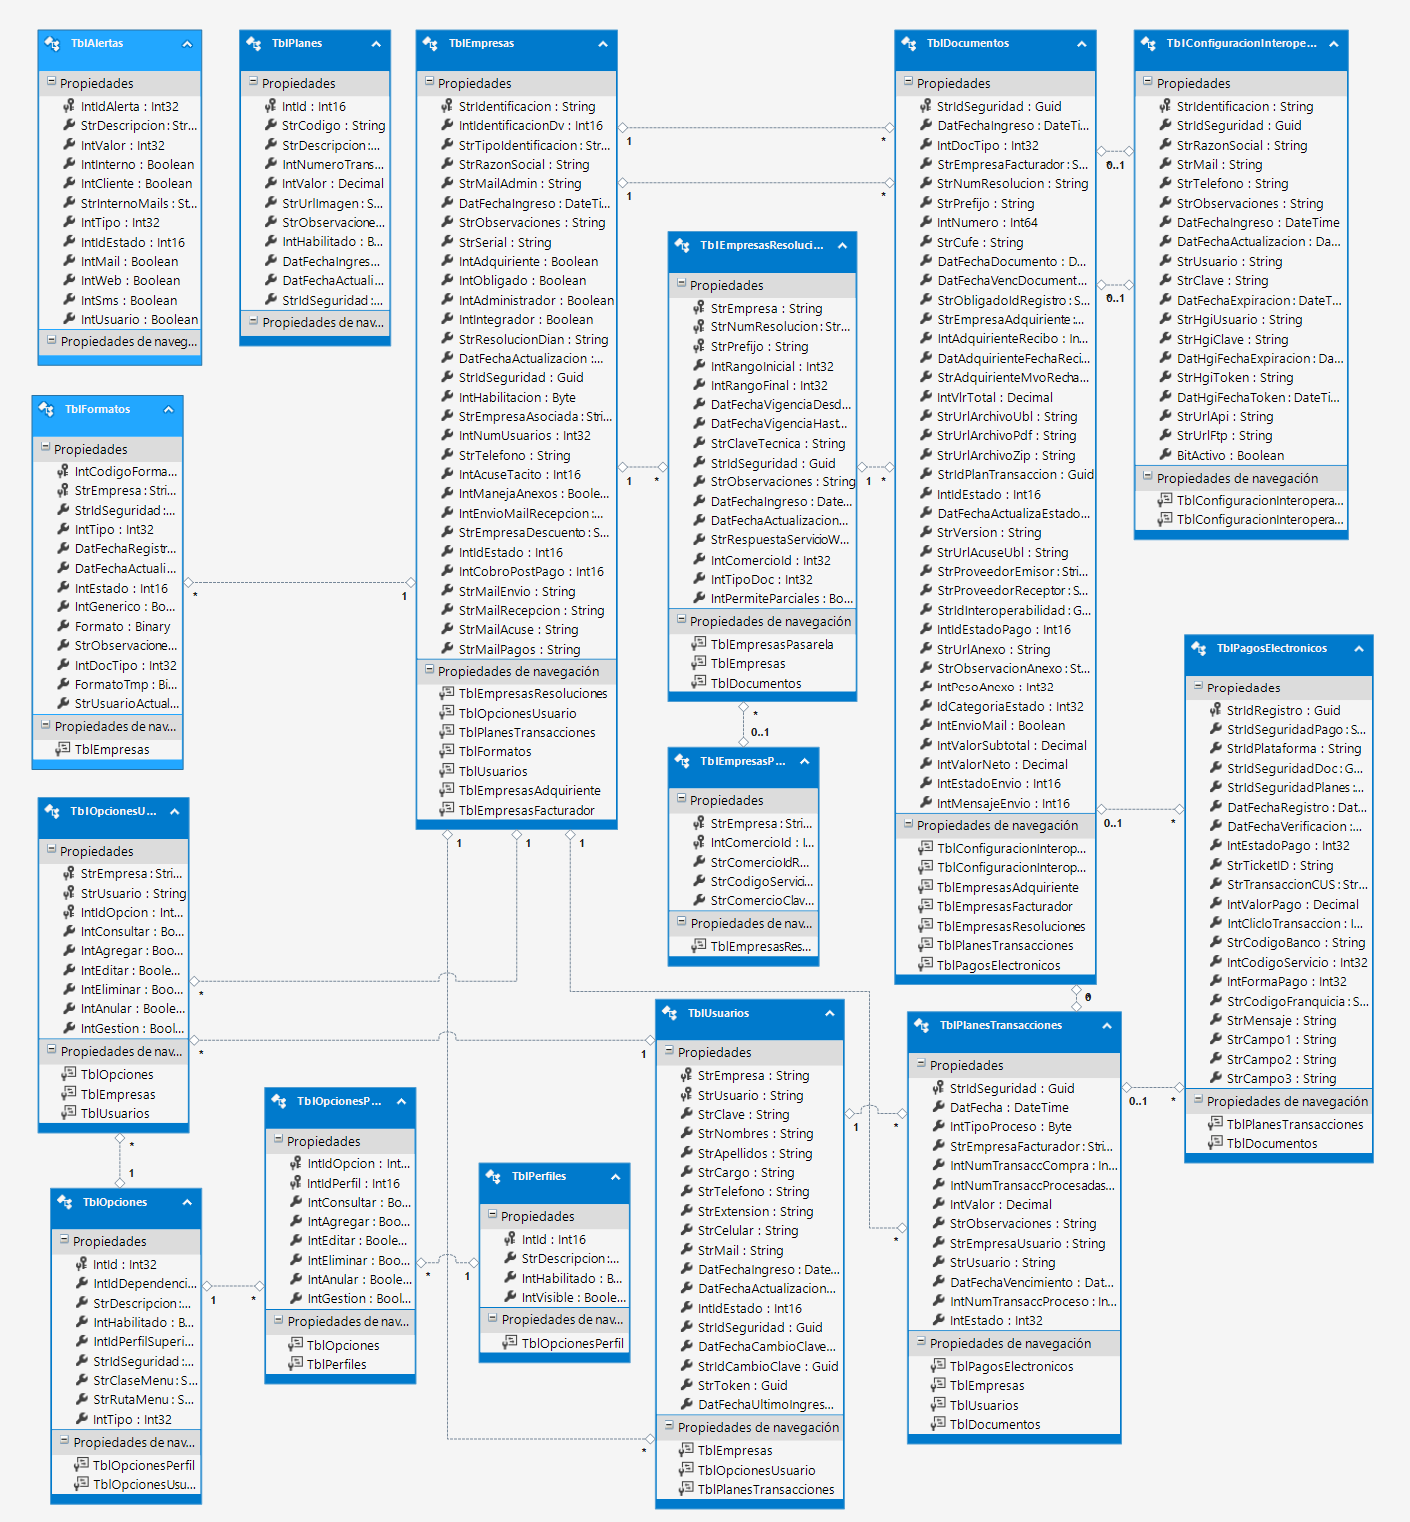 TblAlertas
Propiedades
IntIdAlerta : Int32
StrDescripcion : Str...
IntValor : Int32
IntInterno : Boolean
IntCliente : Boolean
StrInternoMails : St...
IntTipo : Int32
IntIdEstado : Int16
IntMail : Boolean
IntWeb : Boolean
IntSms : Boolean
IntUsuario : Boolean
Propiedades de naveg...
TblPlanes
Propiedades
IntId : Int16
StrCodigo : String
StrDescripcion :...
IntNumeroTrans...
IntValor : Decimal
StrUrlImagen : S...
StrObservacione...
IntHabilitado : B...
DatFechaIngres...
DatFechaActuali...
StrIdSeguridad :...
Propiedades de nav...
TblEmpresas
Propiedades
StrIdentificacion : String
IntIdentificacionDv : Int16
StrTipoIdentificacion : Str...
StrRazonSocial : String
StrMailAdmin : String
DatFechaIngreso : DateTi...
StrObservaciones : String
StrSerial : String
IntAdquiriente : Boolean
IntObligado : Boolean
IntAdministrador : Boolean
IntIntegrador : Boolean
StrResolucionDian : String
DatFechaActualizacion :...
StrIdSeguridad : Guid
IntHabilitacion : Byte
StrEmpresaAsociada : Stri...
IntNumUsuarios : Int32
StrTelefono : String
IntAcuseTacito : Int16
IntManejaAnexos : Boole...
IntEnvioMailRecepcion :...
StrEmpresaDescuento : S...
IntIdEstado : Int16
IntCobroPostPago : Int16
StrMailEnvio : String
StrMailRecepcion : String
StrMailAcuse : String
StrMailPagos : String
Propiedades de navegación
TblEmpresasResoluciones
TblOpcionesUsuario
TblPlanesTransacciones
TblFormatos
TblUsuarios
TblEmpresasAdquiriente
TblEmpresasFacturador
TblDocumentos
Propiedades
StrIdSeguridad : Guid
DatFechaIngreso : DateTi...
IntDocTipo : Int32
StrEmpresaFacturador : S...
StrNumResolucion : String
StrPrefijo : String
IntNumero : Int64
StrCufe : String
DatFechaDocumento : D...
DatFechaVencDocument...
StrObligadoIdRegistro : S...
StrEmpresaAdquiriente :...
IntAdquirienteRecibo : In...
DatAdquirienteFechaReci...
StrAdquirienteMvoRecha...
IntVlrTotal : Decimal
StrUrlArchivoUbl : String
StrUrlArchivoPdf : String
StrUrlArchivoZip : String
StrIdPlanTransaccion : Guid
IntIdEstado : Int16
DatFechaActualizaEstado...
StrVersion : String
StrUrlAcuseUbl : String
StrProveedorEmisor : Stri...
StrProveedorReceptor : S...
StrIdInteroperabilidad : G...
IntIdEstadoPago : Int16
StrUrlAnexo : String
StrObservacionAnexo : St...
IntPesoAnexo : Int32
IdCategoriaEstado : Int32
IntEnvioMail : Boolean
IntValorSubtotal : Decimal
IntValorNeto : Decimal
IntEstadoEnvio : Int16
IntMensajeEnvio : Int16
Propiedades de navegación
TblConfiguracionInterop...
TblConfiguracionInterop...
TblEmpresasAdquiriente
TblEmpresasFacturador
TblEmpresasResoluciones
TblPlanesTransacciones
TblPagosElectronicos
TblConfiguracionInterope...
Propiedades
StrIdentificacion : String
StrIdSeguridad : Guid
StrRazonSocial : String
StrMail : String
StrTelefono : String
StrObservaciones : String
DatFechaIngreso : DateTime
DatFechaActualizacion : Da...
StrUsuario : String
StrClave : String
DatFechaExpiracion : DateT...
StrHgiUsuario : String
StrHgiClave : String
DatHgiFechaExpiracion : Da...
StrHgiToken : String
DatHgiFechaToken : DateTi...
StrUrlApi : String
StrUrlFtp : String
BitActivo : Boolean
Propiedades de navegación
TblConfiguracionInteropera...
TblConfiguracionInteropera...
1
*
1
*
0..1
0..1
TblEmpresasResoluci...
Propiedades
StrEmpresa : String
StrNumResolucion : Str...
StrPrefijo : String
IntRangoInicial : Int32
IntRangoFinal : Int32
DatFechaVigenciaDesd...
DatFechaVigenciaHast...
StrClaveTecnica : String
StrIdSeguridad : Guid
StrObservaciones : String
DatFechaIngreso : Date...
DatFechaActualizacion...
StrRespuestaServicioW...
IntComercioId : Int32
IntTipoDoc : Int32
IntPermiteParciales : Bo...
Propiedades de navegación
TblEmpresasPasarela
TblEmpresas
TblDocumentos
1
*
1
*
*
0..1
TblFormatos
Propiedades
IntCodigoForma...
StrEmpresa : Stri...
StrIdSeguridad :...
IntTipo : Int32
DatFechaRegistr...
DatFechaActuali...
IntEstado : Int16
IntGenerico : Bo...
Formato : Binary
StrObservacione...
IntDocTipo : Int32
FormatoTmp : Bi...
StrUsuarioActual...
Propiedades de nav...
TblEmpresas
*
1
TblEmpresasP...
Propiedades
StrEmpresa : Stri...
IntComercioId : I...
StrComercioIdR...
StrCodigoServici...
StrComercioClav...
Propiedades de nav...
TblEmpresasRes...
TblPagosElectronicos
Propiedades
StrIdRegistro : Guid
StrIdSeguridadPago : S...
StrIdPlataforma : String
StrIdSeguridadDoc : G...
StrIdSeguridadPlanes :...
DatFechaRegistro : Dat...
DatFechaVerificacion :...
IntEstadoPago : Int32
StrTicketID : String
StrTransaccionCUS : Str...
IntValorPago : Decimal
IntClicloTransaccion : I...
StrCodigoBanco : String
IntCodigoServicio : Int32
IntFormaPago : Int32
StrCodigoFranquicia : S...
StrMensaje : String
StrCampo1 : String
StrCampo2 : String
StrCampo3 : String
Propiedades de navegación
TblPlanesTransacciones
TblDocumentos
0..1
*
0..1
*
TblOpcionesU...
Propiedades
StrEmpresa : Stri...
StrUsuario : String
IntIdOpcion : Int...
IntConsultar : Bo...
IntAgregar : Boo...
IntEditar : Boole...
IntEliminar : Boo...
IntAnular : Boole...
IntGestion : Bool...
Propiedades de nav...
TblOpciones
TblEmpresas
TblUsuarios
1
1
1
*
*
1
*
1
TblOpciones
Propiedades
IntId : Int32
IntIdDependenci...
StrDescripcion :...
IntHabilitado : B...
IntIdPerfilSuperi...
StrIdSeguridad :...
StrClaseMenu : S...
StrRutaMenu : S...
IntTipo : Int32
Propiedades de nav...
TblOpcionesPerfil
TblOpcionesUsu...
1
*
TblOpcionesP...
Propiedades
IntIdOpcion : Int...
IntIdPerfil : Int16
IntConsultar : Bo...
IntAgregar : Boo...
IntEditar : Boole...
IntEliminar : Boo...
IntAnular : Boole...
IntGestion : Bool...
Propiedades de nav...
TblOpciones
TblPerfiles
*
1
TblPerfiles
Propiedades
IntId : Int16
StrDescripcion :...
IntHabilitado : B...
IntVisible : Boole...
Propiedades de nav...
TblOpcionesPerfil
TblUsuarios
Propiedades
StrEmpresa : String
StrUsuario : String
StrClave : String
StrNombres : String
StrApellidos : String
StrCargo : String
StrTelefono : String
StrExtension : String
StrCelular : String
StrMail : String
DatFechaIngreso : Date...
DatFechaActualizacion...
IntIdEstado : Int16
StrIdSeguridad : Guid
DatFechaCambioClave...
StrIdCambioClave : Guid
StrToken : Guid
DatFechaUltimoIngres...
Propiedades de navegación
TblEmpresas
TblOpcionesUsuario
TblPlanesTransacciones
*
1
*
*
TblPlanesTransacciones
Propiedades
StrIdSeguridad : Guid
DatFecha : DateTime
IntTipoProceso : Byte
StrEmpresaFacturador : Stri...
IntNumTransaccCompra : In...
IntNumTransaccProcesadas...
IntValor : Decimal
StrObservaciones : String
StrEmpresaUsuario : String
StrUsuario : String
DatFechaVencimiento : Dat...
IntNumTransaccProceso : In...
IntEstado : Int32
Propiedades de navegación
TblPagosElectronicos
TblEmpresas
TblUsuarios
TblDocumentos